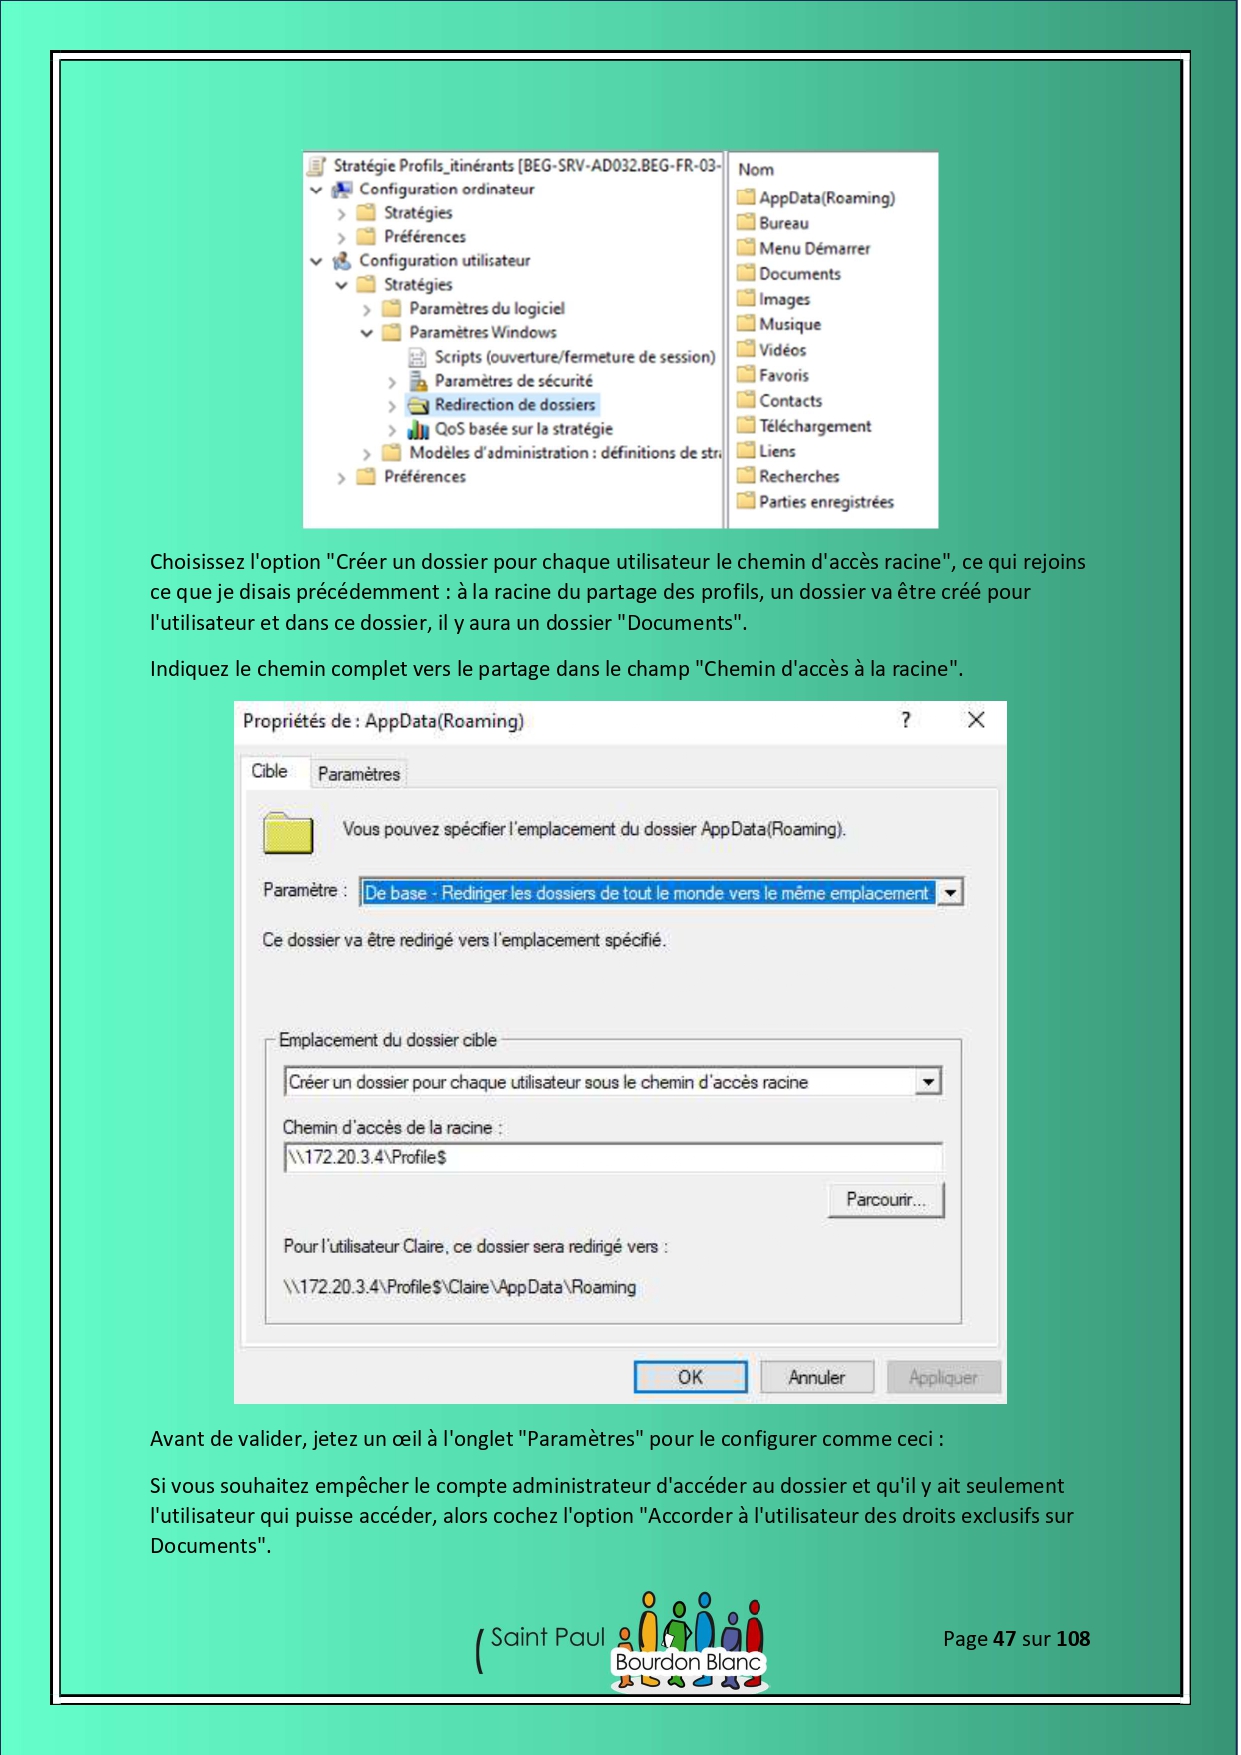 Stratégie Profils_itinérants [BEG-SRV-AD032.BEG-FR-03-
Configuration ordinateur
Stratégies
Préférences
Configuration utilisateur
Stratégies
Paramètres du logiciel
Paramètres Windows
Scripts (ouverture/fermeture de session)
Paramètres de sécurité
Redirection de dossiers
QoS basée sur la stratégie
Modèles d'administration : définitions de stra
Préférences
Nom
AppData(Roaming)
Bureau
Menu Démarrer
Documents
Images
Musique
Vidéos
Favoris
Contacts
Téléchargement
Liens
Recherches
Parties enregistrées
Choisissez l'option "Créer un dossier pour chaque utilisateur le chemin d'accès racine", ce qui rejoins
ce que je disais précédemment : à la racine du partage des profils, un dossier va être créé pour
l'utilisateur et dans ce dossier, il y aura un dossier "Documents".
Indiquez le chemin complet vers le partage dans le champ "Chemin d'accès à la racine".
Propriétés de : AppData(Roaming) ?
Cible Paramètres
Vous pouvez spécifier l'emplacement du dossier AppData(Roaming).
Paramètre : De base - Rediriger les dossiers de tout le monde vers le même emplacement
Ce dossier va être redirigé vers l'emplacement spécifié.
Emplacement du dossier cible
Créer un dossier pour chaque utilisateur sous le chemin d'accès racine
Chemin d'accès de la racine :
\\172.20.3.4\Profile$
Parcourir...
Pour l'utilisateur Claire, ce dossier sera redirigé vers :
\\172.20.3.4\Profile$\Claire\AppData\Roaming
OK Annuler Appliquer
Avant de valider, jetez un œil à l'onglet "Paramètres" pour le configurer comme ceci :
Si vous souhaitez empêcher le compte administrateur d'accéder au dossier et qu'il y ait seulement
l'utilisateur qui puisse accéder, alors cochez l'option "Accorder à l'utilisateur des droits exclusifs sur
Documents".
Saint Paul
Bourdon Blanc
Page 47 sur 108